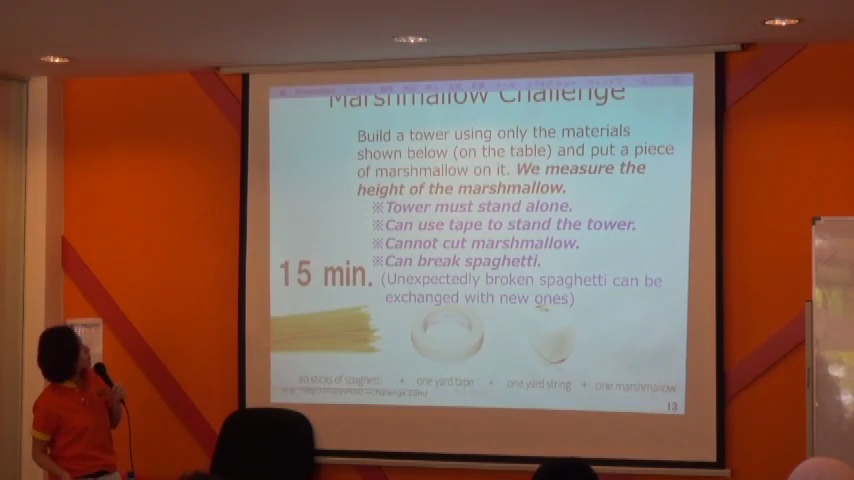 Marshmallow Challenge
Build a tower using only the materials
shown below (on the table) and put a piece
of marshmallow on it. We measure the
height of the marshmallow.
※Tower must stand alone.
※Can use tape to stand the tower.
※Cannot cut marshmallow.
※Can break spaghetti.
15 min.
(Unexpectedly broken spaghetti can be
exchanged with new ones)
20 sticks of spaghetti + one yard tape + one yard string + one marshmallow
13